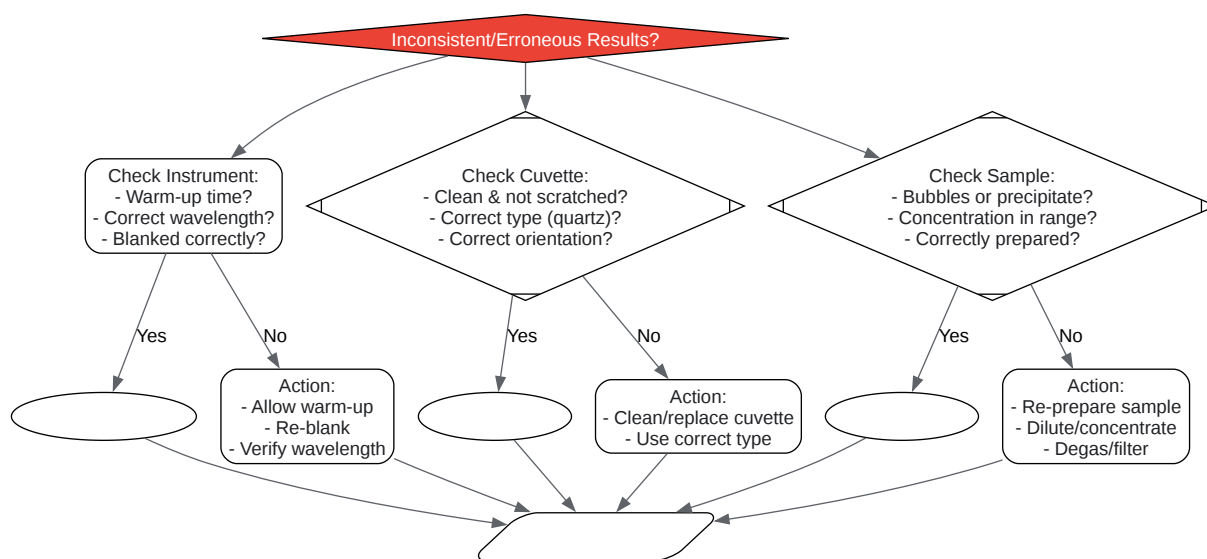 Inconsistent/Erroneous Results?
Check Instrument:
- Warm-up time?
- Correct wavelength?
- Blanked correctly?
Check Cuvette:
- Clean & not scratched?
- Correct type (quartz)?
- Correct orientation?
Check Sample:
- Bubbles or precipitate?
- Concentration in range?
- Correctly prepared?
Yes
No
Yes
No
Yes
No
Action:
- Allow warm-up
- Re-blank
- Verify wavelength
Action:
- Clean/replace cuvette
- Use correct type
Action:
- Re-prepare sample
- Dilute/concentrate
- Degas/filter